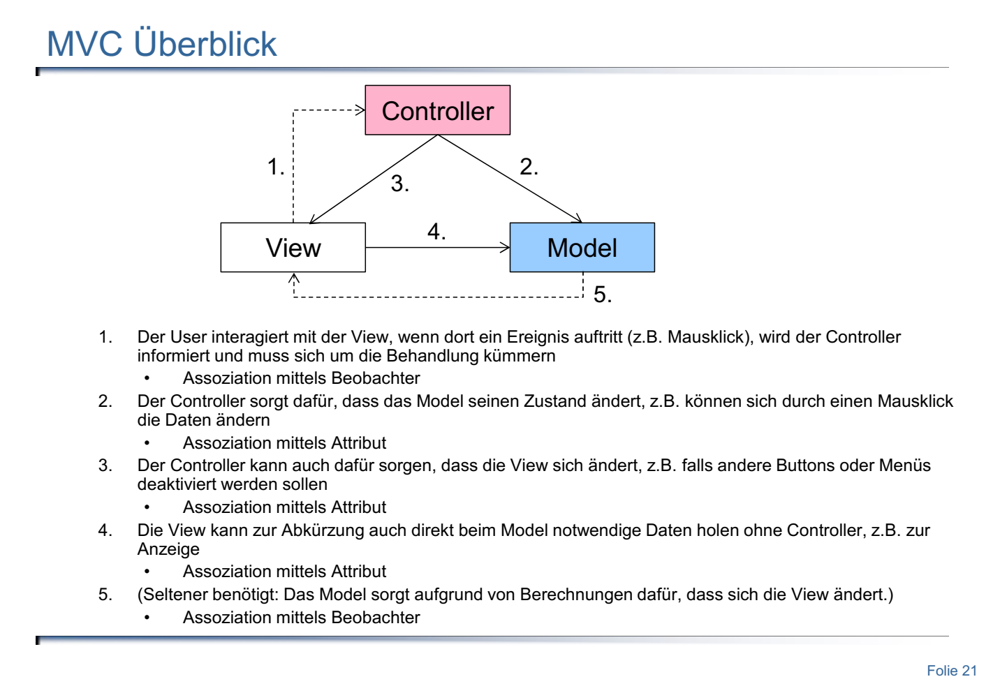 MVC Überblick
Controller
1.
2.
3.
4.
View
Model
5.
1. Der User interagiert mit der View, wenn dort ein Ereignis auftritt (z.B. Mausklick), wird der Controller
informiert und muss sich um die Behandlung kümmern
• Assoziation mittels Beobachter
2. Der Controller sorgt dafür, dass das Model seinen Zustand ändert, z.B. können sich durch einen Mausklick
die Daten ändern
• Assoziation mittels Attribut
3. Der Controller kann auch dafür sorgen, dass die View sich ändert, z.B. falls andere Buttons oder Menüs
deaktiviert werden sollen
• Assoziation mittels Attribut
4. Die View kann zur Abkürzung auch direkt beim Model notwendige Daten holen ohne Controller, z.B. zur
Anzeige
• Assoziation mittels Attribut
5. (Seltener benötigt: Das Model sorgt aufgrund von Berechnungen dafür, dass sich die View ändert.)
• Assoziation mittels Beobachter
Folie 21